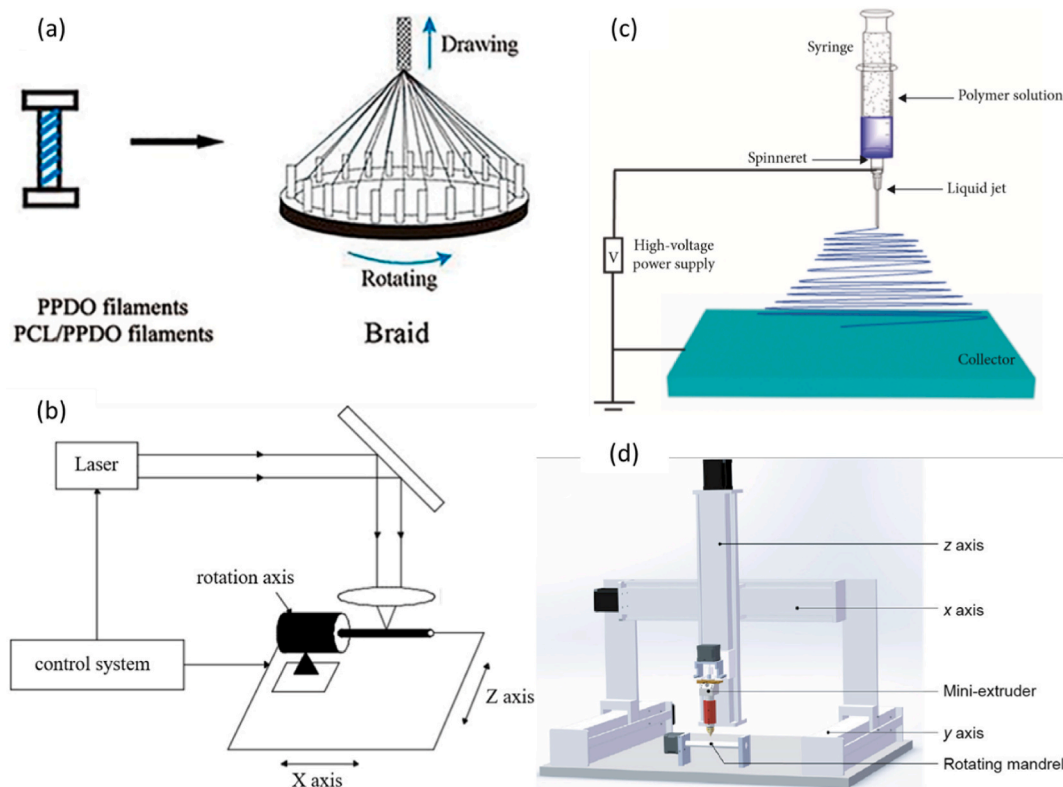 (a)
Drawing
Rotating
PPDO filaments
PCL/PPDO filaments
Braid
(c)
Syringe
Polymer solution
Spinneret
Liquid jet
V
High-voltage
power supply
Collector
(b)
Laser
rotation axis
control system
Z axis
X axis
(d)
z axis
x axis
Mini-extruder
y axis
Rotating mandrel